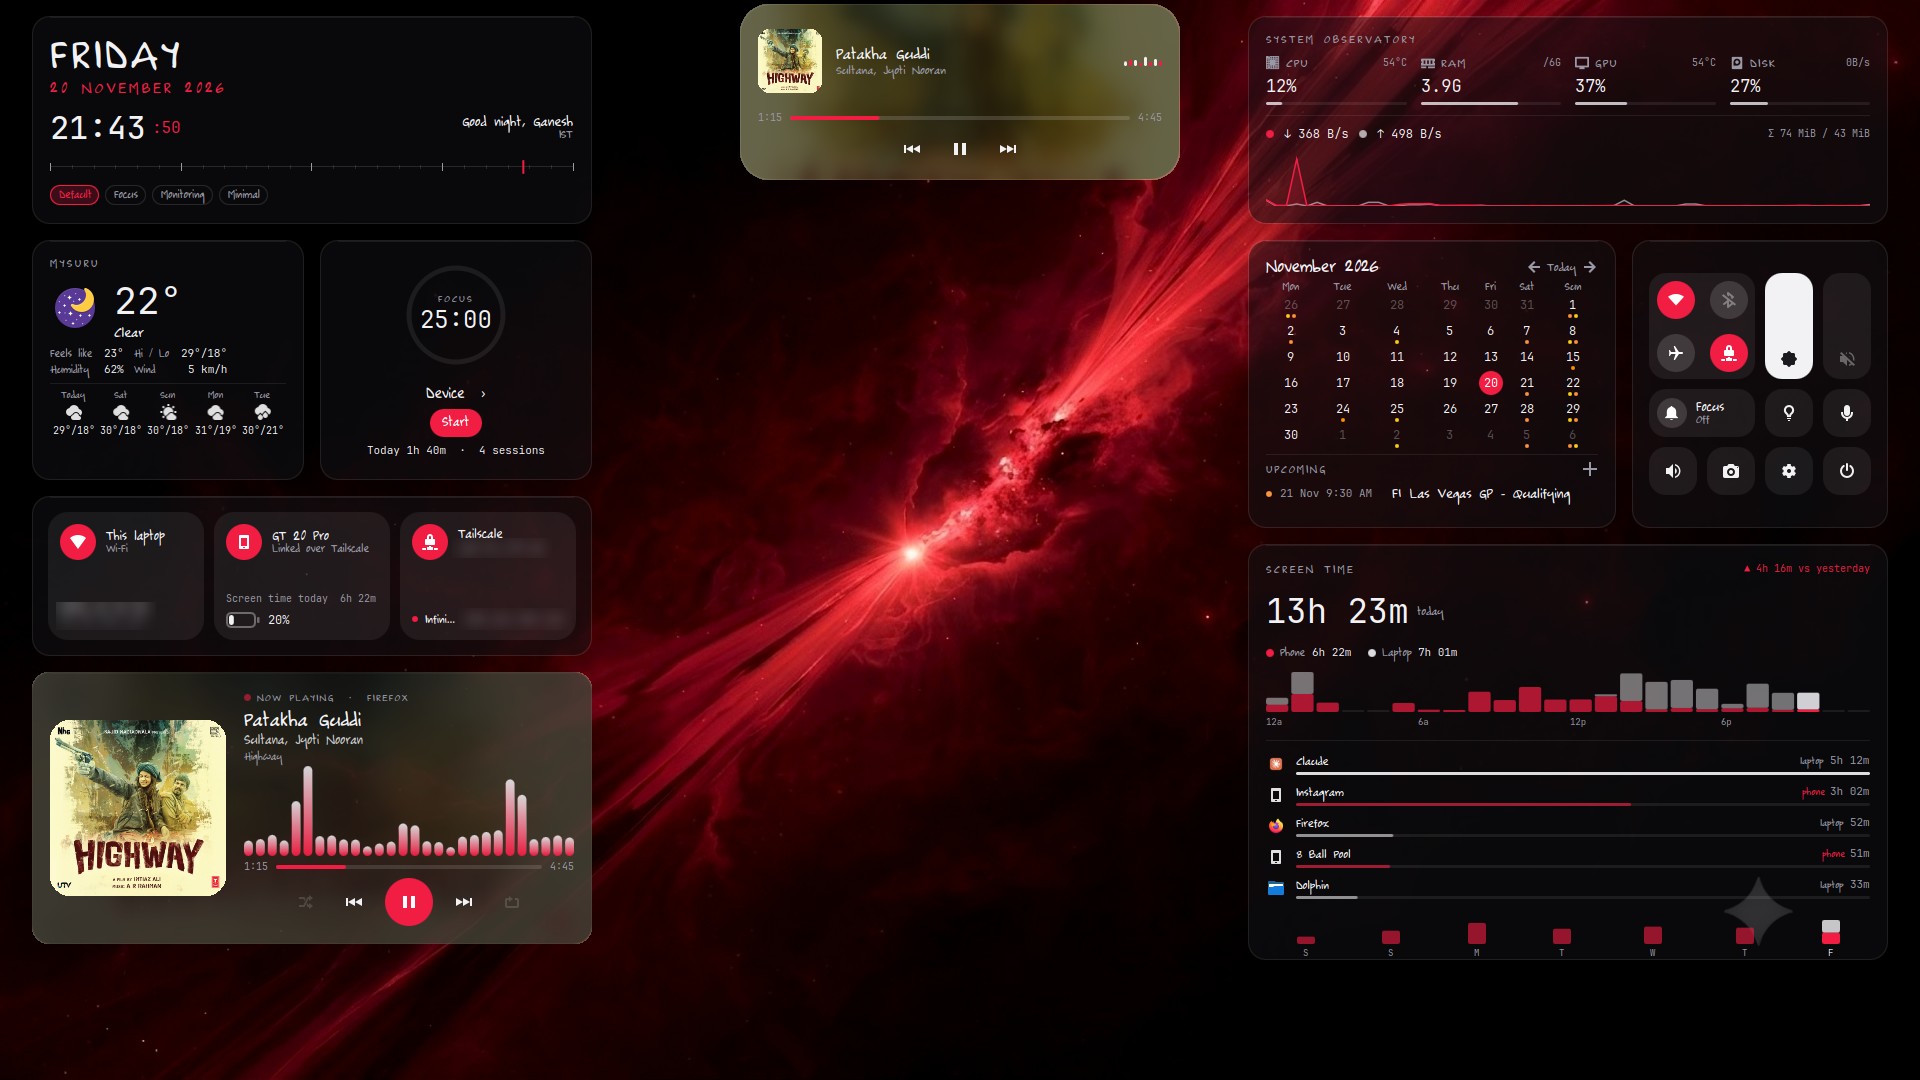 FRIDAY
20 NOVEMBER 2026
21:43 :50
Good night, Ganesh
IST
Default Focus Monitoring Minimal
MYSURU
22°
Clear
Feels like 23° Hi / Lo 29°/18°
Humidity 62% Wind 5 km/h
Today Sat Sun Mon Tue
29°/18° 30°/18° 30°/18° 31°/19° 30°/21°
FOCUS
25:00
Device ›
Start
Today 1h 40m · 4 sessions
This laptop
Wi-Fi
GT 20 Pro
Linked over Tailscale
Screen time today 6h 22m
20%
Tailscale
Infini...
NOW PLAYING · FIREFOX
Patakha Guddi
Sultana, Jyoti Nooran
Highway
HIGHWAY
A FILM BY IMTIAZ ALI
MUSIC A R RAHMAN
UTV
1:15 4:45
Patakha Guddi
Sultana, Jyoti Nooran
HIGHWAY
1:15 4:45
SYSTEM OBSERVATORY
CPU 54°C RAM /6G GPU 54°C DISK 0B/s
12% 3.9G 37% 27%
↓ 368 B/s ↑ 498 B/s Σ 74 MiB / 43 MiB
November 2026 ← Today →
Mon Tue Wed Thu Fri Sat Sun
26 27 28 29 30 31 1
2 3 4 5 6 7 8
9 10 11 12 13 14 15
16 17 18 19 20 21 22
23 24 25 26 27 28 29
30 1 2 3 4 5 6
UPCOMING +
21 Nov 9:30 AM F1 Las Vegas GP - Qualifying
Focus
Off
SCREEN TIME ▲ 4h 16m vs yesterday
13h 23m today
Phone 6h 22m Laptop 7h 01m
12a 6a 12p 6p
Claude laptop 5h 12m
Instagram phone 3h 02m
Firefox laptop 52m
8 Ball Pool phone 51m
Dolphin laptop 33m
S S M T W T F